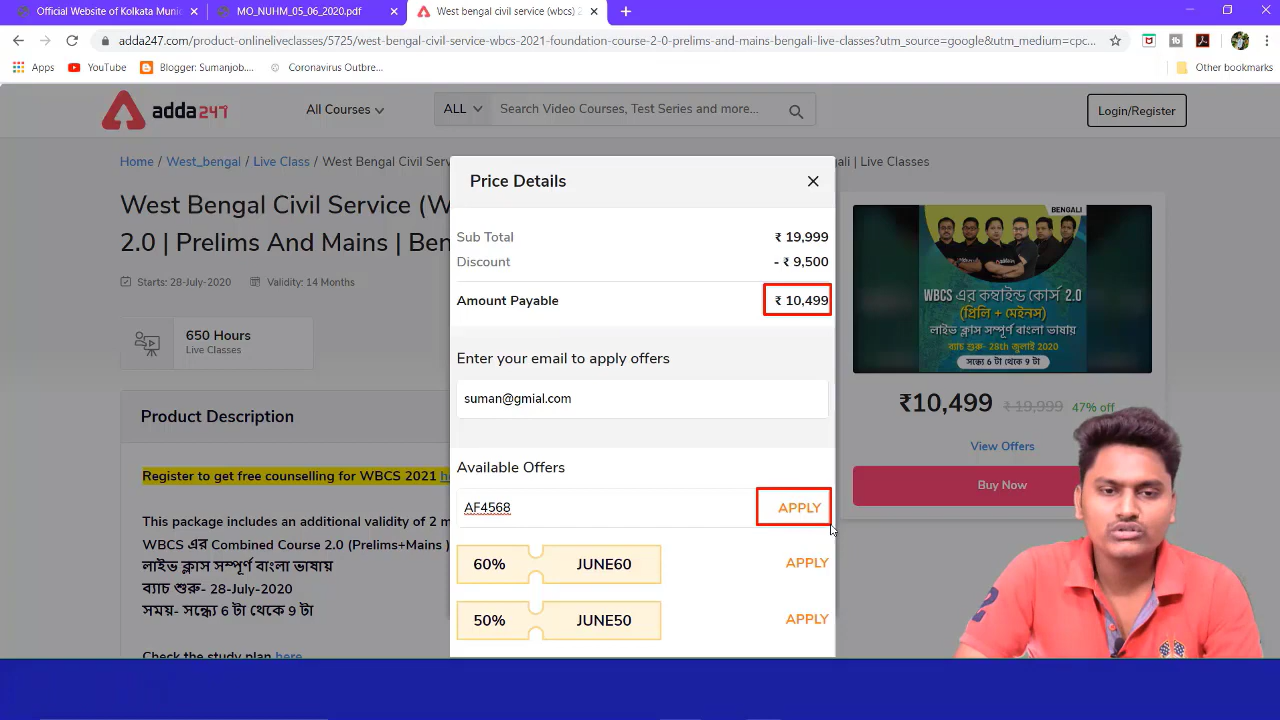 Official Website of Kolkata Munic
MO_NUHM_05_06_2020.pdf
West bengal civil service (wbcs) 2
adda247.com/product-onlineliveclasses/5725/west-bengal-civil-service-wbcs-2021-foundation-course-2-0-prelims-and-mains-bengali-live-classes?utm_source=google&utm_medium=cpc...
Apps
YouTube
Blogger: Sumanjob....
Coronavirus Outbre...
Other bookmarks
adda247
All Courses
ALL
Search Video Courses, Test Series and more...
Login/Register
Home / West_bengal / Live Class / West Bengal Civil Serv
ali | Live Classes
West Bengal Civil Service (W
2.0 | Prelims And Mains | Ben
Starts: 28-July-2020
Validity: 14 Months
650 Hours
Live Classes
Product Description
Register to get free counselling for WBCS 2021 h
This package includes an additional validity of 2 m
WBCS এর Combined Course 2.0 (Prelims+Mains )
লাইভ ক্লাস সম্পূর্ণ বাংলা ভাষায়
ব্যাচ শুরু- 28-July-2020
সময়- সন্ধ্যে 6 টা থেকে 9 টা
Check the study plan here
Price Details
Sub Total
₹ 19,999
Discount
- ₹ 9,500
Amount Payable
₹ 10,499
Enter your email to apply offers
suman@gmial.com
Available Offers
AF4568
APPLY
60%
JUNE60
APPLY
50%
JUNE50
APPLY
BENGALI
WBCS এর কম্বাইন্ড কোর্স 2.0
(প্রিলি + মেইনস)
লাইভ ক্লাস সম্পূর্ণ বাংলা ভাষায়
ব্যাচ শুরু- 28th জুলাই 2020
সন্ধ্যে 6 টা থেকে 9 টা
₹10,499 ₹ 19,999 47% off
View Offers
Buy Now
2